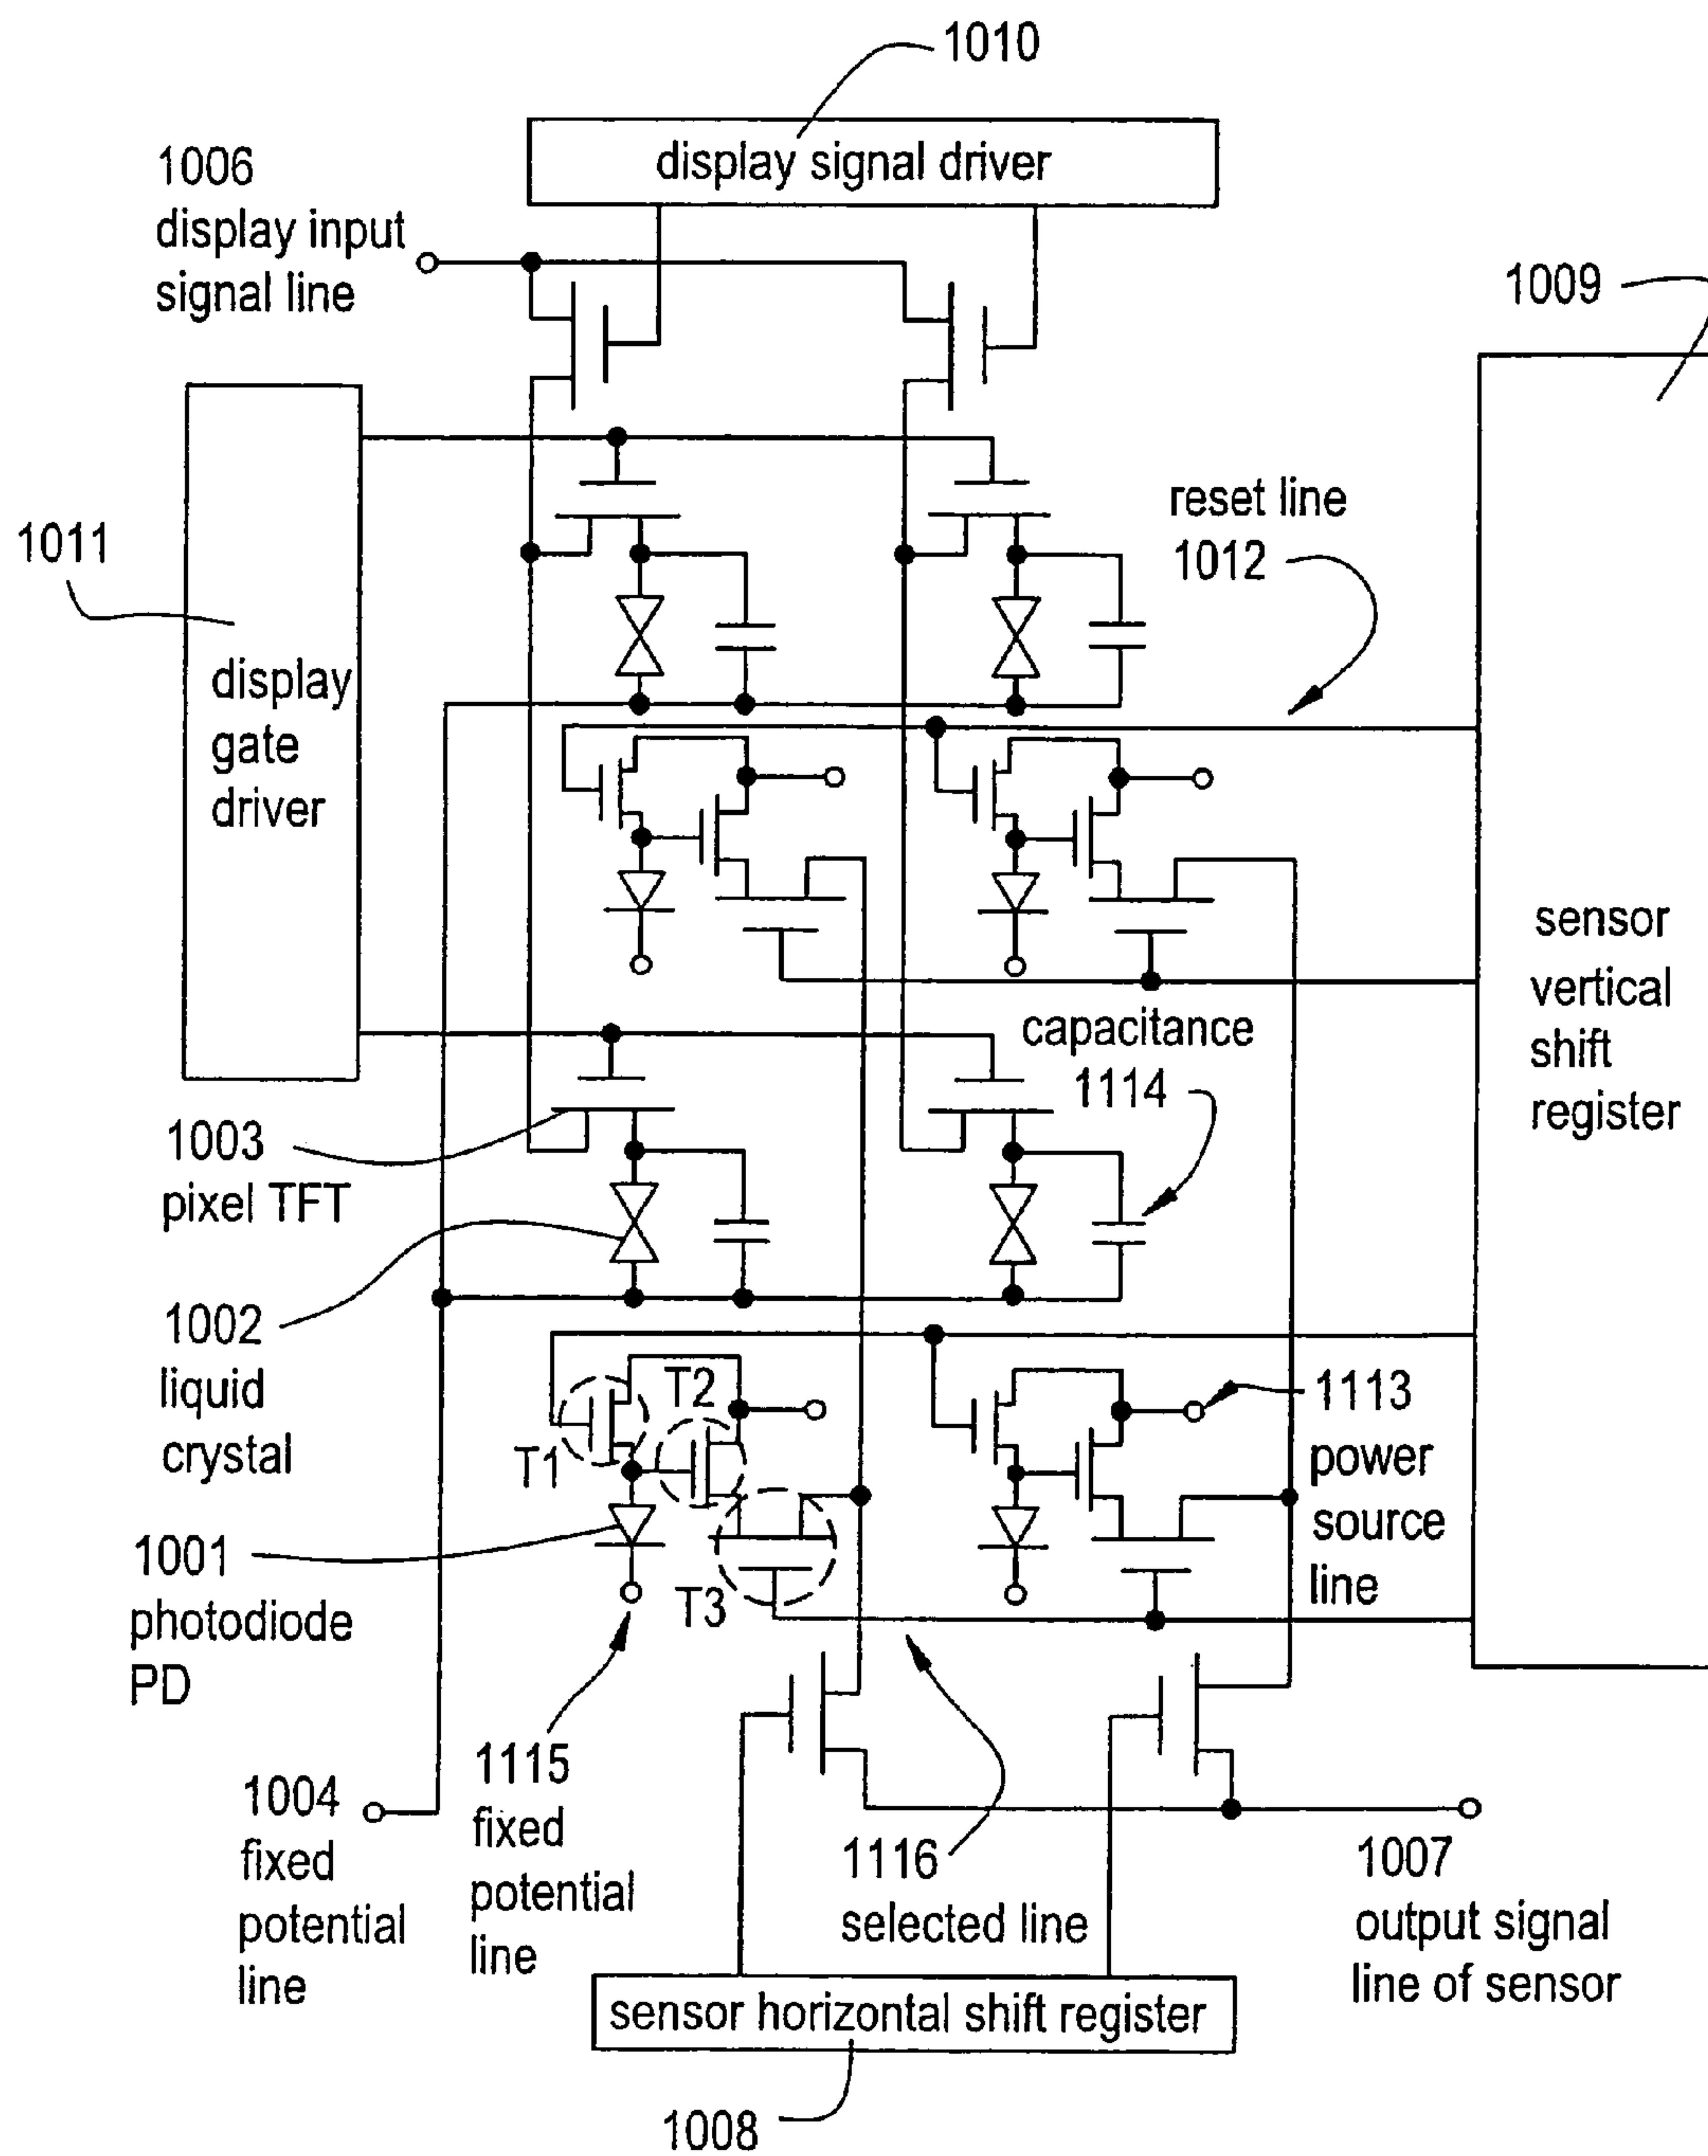 1010
display signal driver
1006
display input
signal line
1009
reset line
1012
1011
display
gate
driver
sensor
vertical
shift
register
capacitance
1114
1003
pixel TFT
1002
liquid
crystal
T1
T2
T3
1113
power
source
line
1001
photodiode
PD
1004
fixed
potential
line
1115
fixed
potential
line
1116
selected line
1007
output signal
line of sensor
sensor horizontal shift register
1008